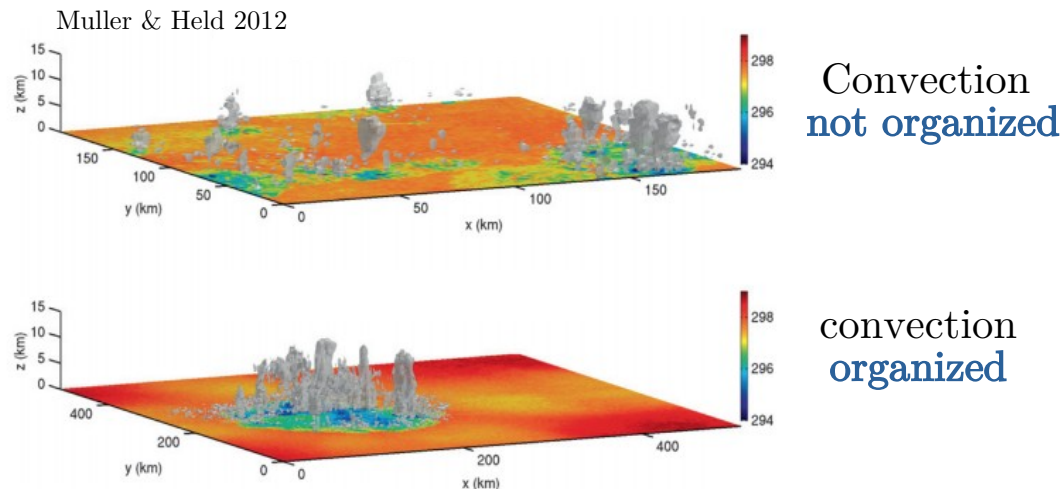 Muller & Held 2012
15
10
5
0
z (km)
150
100
50
0
y (km)
0
50
100
150
x (km)
298
296
294
Convection
not organized
15
10
5
0
z (km)
400
200
0
y (km)
0
200
400
x (km)
298
296
294
convection
organized